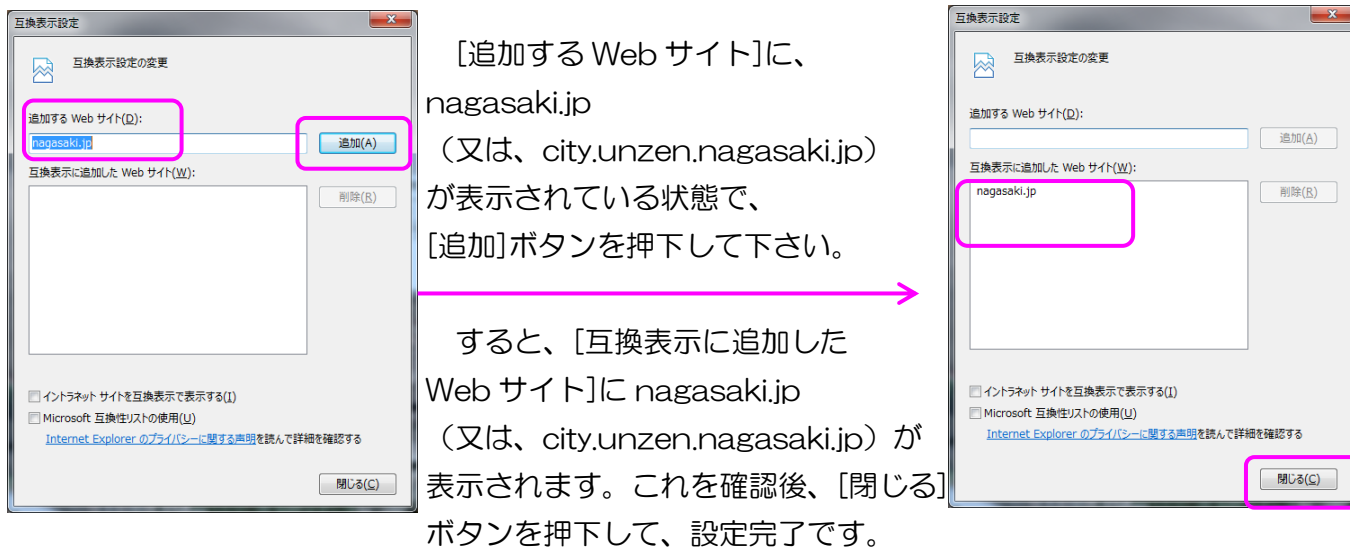 互換表示設定
互換表示設定の変更
追加する Web サイト(D):
nagasaki.jp
追加(A)
互換表示に追加した Web サイト(W):
削除(R)
イントラネット サイトを互換表示で表示する(I)
Microsoft 互換性リストの使用(U)
Internet Explorer のプライバシーに関する声明を読んで詳細を確認する
閉じる(C)
[追加する Web サイト]に、
nagasaki.jp
（又は、city.unzen.nagasaki.jp）
が表示されている状態で、
[追加]ボタンを押下して下さい。
すると、[互換表示に追加した
Web サイト]に nagasaki.jp
（又は、city.unzen.nagasaki.jp）が
表示されます。これを確認後、[閉じる]
ボタンを押下して、設定完了です。
互換表示設定
互換表示設定の変更
追加する Web サイト(D):
追加(A)
互換表示に追加した Web サイト(W):
nagasaki.jp
削除(R)
イントラネット サイトを互換表示で表示する(I)
Microsoft 互換性リストの使用(U)
Internet Explorer のプライバシーに関する声明を読んで詳細を確認する
閉じる(C)